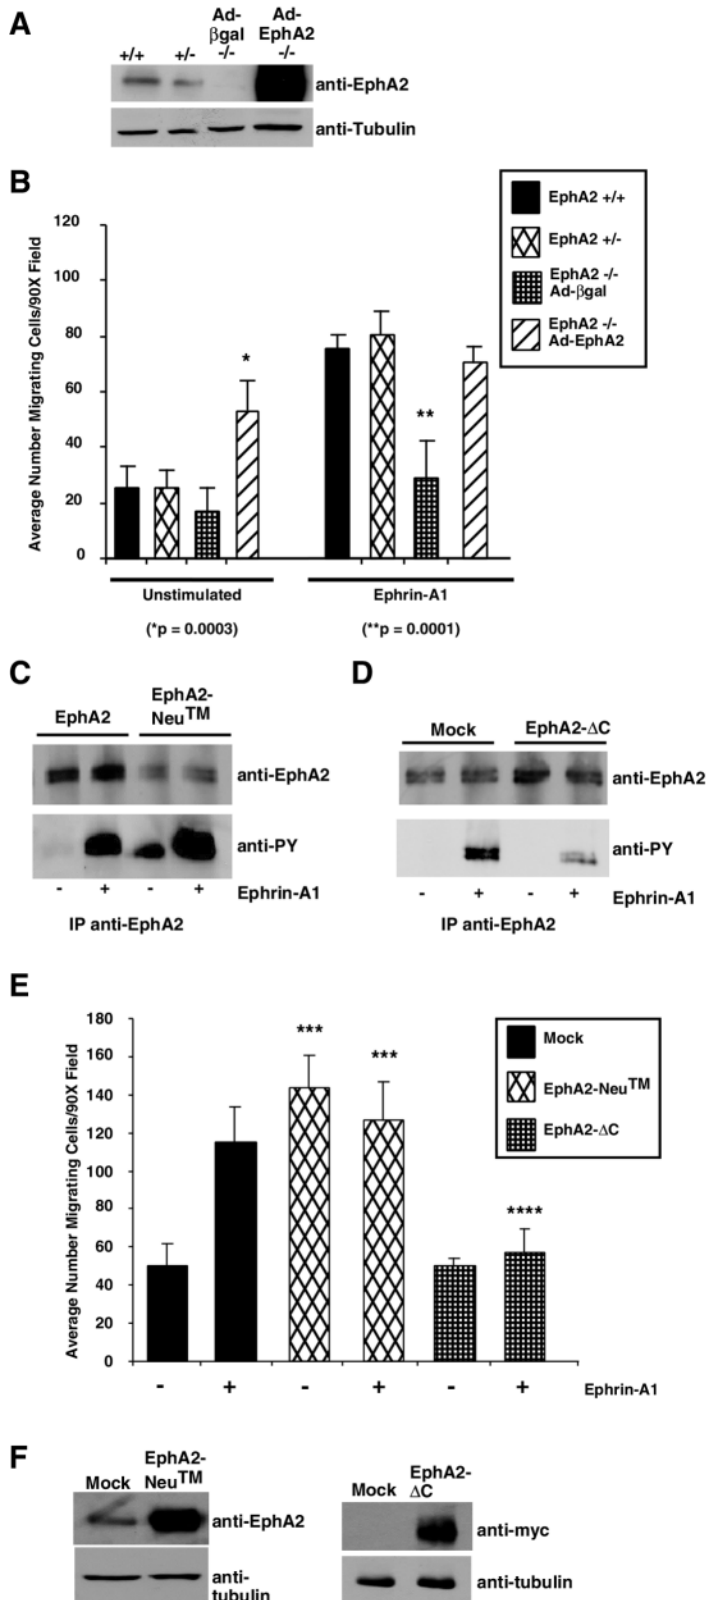 A
Ad-
βgal
-/-
Ad-
EphA2
-/-
+/+
+/-
anti-EphA2
anti-Tubulin
B
EphA2 +/+
EphA2 +/-
EphA2 -/-
Ad-βgal
EphA2 -/-
Ad-EphA2
Average Number Migrating Cells/90X Field
120
100
80
60
40
20
0
*
**
Unstimulated
Ephrin-A1
(*p = 0.0003)
(**p = 0.0001)
C
EphA2
EphA2-
NeuTM
anti-EphA2
anti-PY
- + - + Ephrin-A1
IP anti-EphA2
D
Mock
EphA2-ΔC
anti-EphA2
anti-PY
- + - + Ephrin-A1
IP anti-EphA2
E
Average Number Migrating Cells/90X Field
180
160
140
120
100
80
60
40
20
0
***
***
****
Mock
EphA2-NeuTM
EphA2-ΔC
- + - + - + Ephrin-A1
F
Mock
EphA2-
NeuTM
anti-EphA2
anti-
tubulin
Mock
EphA2-
ΔC
anti-myc
anti-tubulin